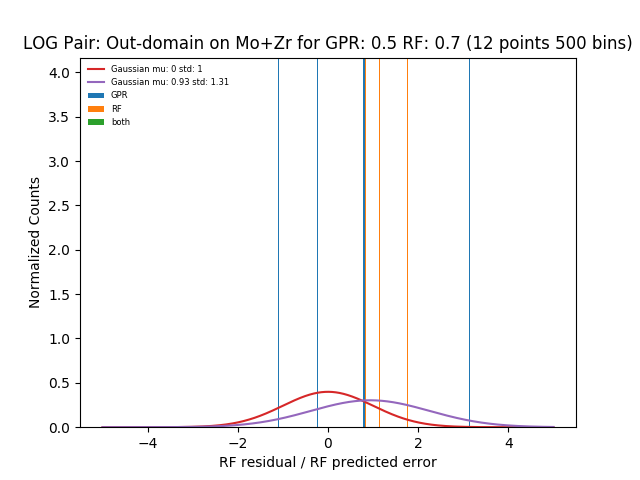 LOG Pair: Out-domain on Mo+Zr for GPR: 0.5 RF: 0.7 (12 points 500 bins)
Gaussian mu: 0 std: 1
Gaussian mu: 0.93 std: 1.31
GPR
RF
both
Normalized Counts
4.0
3.5
3.0
2.5
2.0
1.5
1.0
0.5
0.0
−4 −2 0 2 4
RF residual / RF predicted error